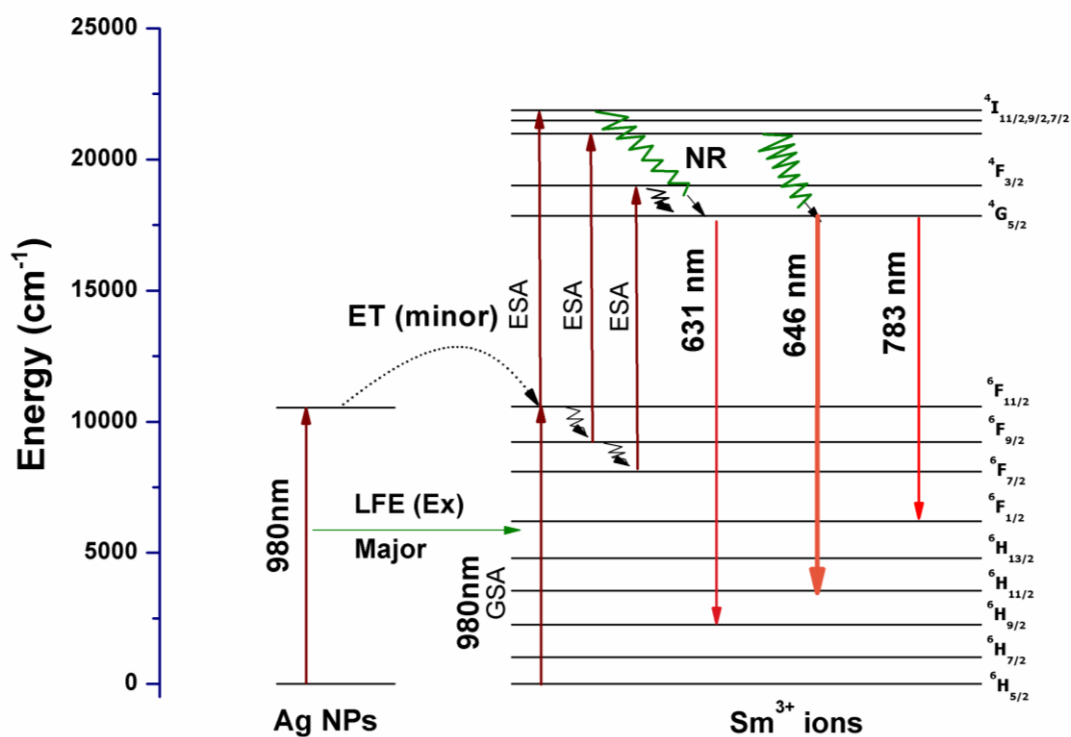 25000
20000
15000
10000
5000
0
Energy (cm⁻¹)
⁴I₁₁/₂,₉/₂,₇/₂
NR
⁴F₃/₂
⁴G₅/₂
ESA
ESA
ESA
631 nm
646 nm
783 nm
ET (minor)
⁶F₁₁/₂
⁶F₉/₂
⁶F₇/₂
⁶F₁/₂
⁶H₁₃/₂
⁶H₁₁/₂
⁶H₉/₂
⁶H₇/₂
⁶H₅/₂
980nm
LFE (Ex)
Major
980nm
GSA
Ag NPs
Sm³⁺ ions